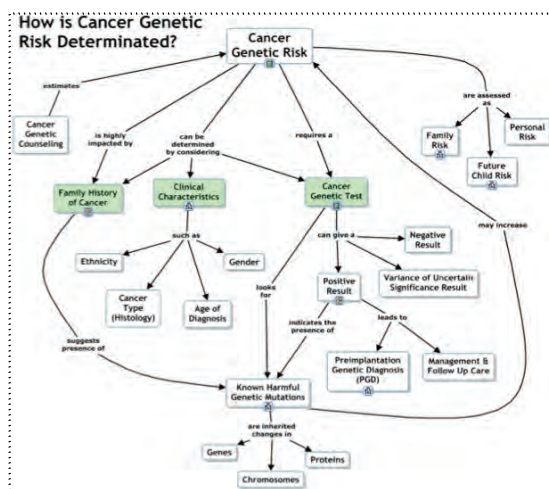 How is Cancer Genetic
Risk Determinated?
Cancer
Genetic Risk
estimates
Cancer
Genetic
Counseling
is highly
impacted by
can be
determined
by considering
requires a
are assessed
as
Family
Risk
Personal
Risk
Future
Child Risk
Family History
of Cancer
Clinical
Characteristics
Cancer
Genetic Test
may increase
such as
Ethnicity
Gender
Cancer
Type
(Histology)
Age of
Diagnosis
can give a
Negative
Result
Variance of Uncertain
Significance Result
Positive
Result
looks
for
suggests
presence of
indicates the
presence of
leads to
Preimplantation
Genetic Diagnosis
(PGD)
Management &
Follow Up Care
Known Harmful
Genetic Mutations
are inherited
changes in
Genes
Proteins
Chromosomes